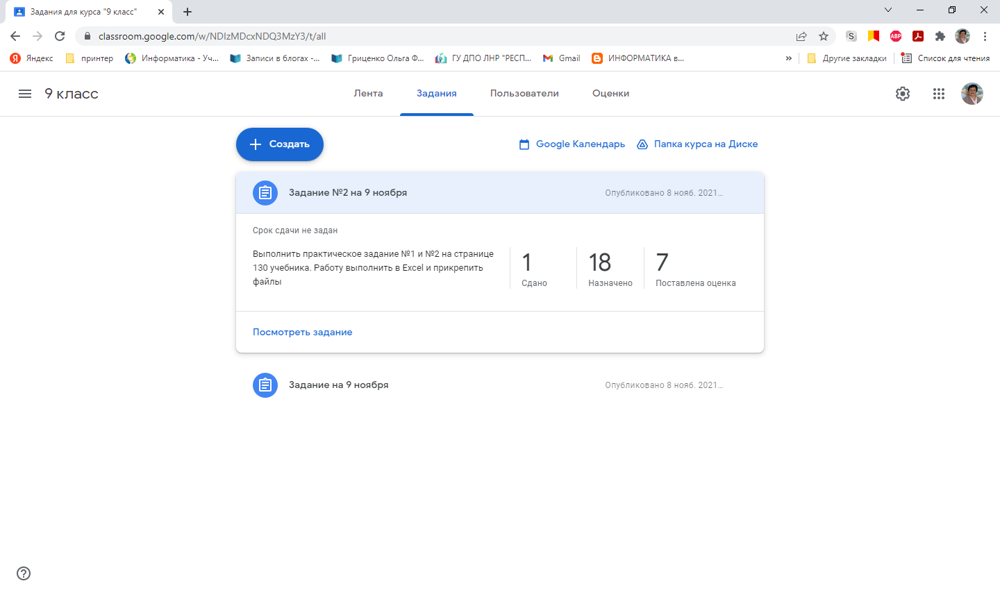 Задания для курса "9 класс"
classroom.google.com/w/NDIzMDcxNDQ3MzY3/t/all
S
ABP
Я Яндекс
принтер
Информатика - Уч...
Записи в блогах -...
Гриценко Ольга Ф...
ГУ ДПО ЛНР "РЕСП...
Gmail
ИНФОРМАТИКА в...
»
Другие закладки
Список для чтения
9 класс
Лента
Задания
Пользователи
Оценки
Создать
Google Календарь
Папка курса на Диске
Задание №2 на 9 ноября
Опубликовано 8 нояб. 2021…
Срок сдачи не задан
Выполнить практическое задание №1 и №2 на странице
130 учебника. Работу выполнить в Excel и прикрепить
файлы
1
Сдано
18
Назначено
7
Поставлена оценка
Посмотреть задание
Задание на 9 ноября
Опубликовано 8 нояб. 2021…